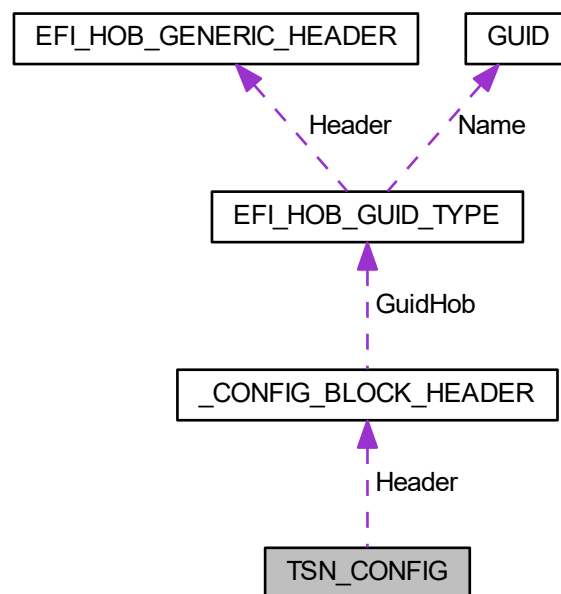 EFI_HOB_GENERIC_HEADER
GUID
Header
Name
EFI_HOB_GUID_TYPE
GuidHob
_CONFIG_BLOCK_HEADER
Header
TSN_CONFIG